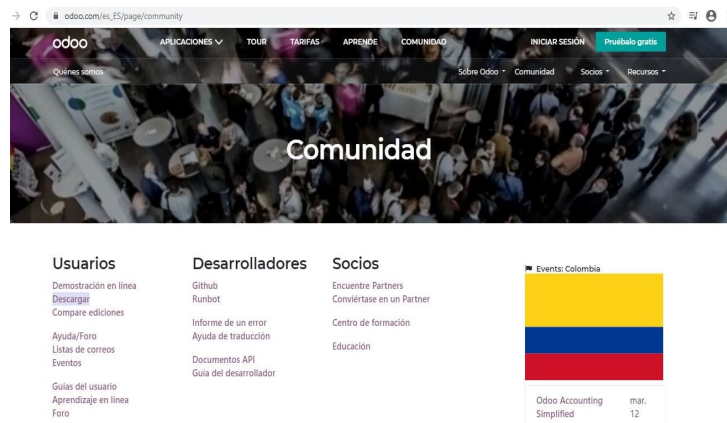 odoo.com/es_ES/page/community
odoo APLICACIONES TOUR TARIFAS APRENDE COMUNIDAD INICIAR SESIÓN Pruébalo gratis
Quénes somos Sobre Odoo Comunidad Socios Recursos
Comunidad
Usuarios
Demostración en línea
Descargar
Compare ediciones
Ayuda/Foro
Listas de correos
Eventos
Guías del usuario
Aprendizaje en línea
Foro
Desarrolladores
Github
Runbot
Informe de un error
Ayuda de traducción
Documentos API
Guía del desarrollador
Socios
Encuentre Partners
Conviértase en un Partner
Centro de formación
Educación
Events: Colombia
Odoo Accounting mar.
Simplified 12